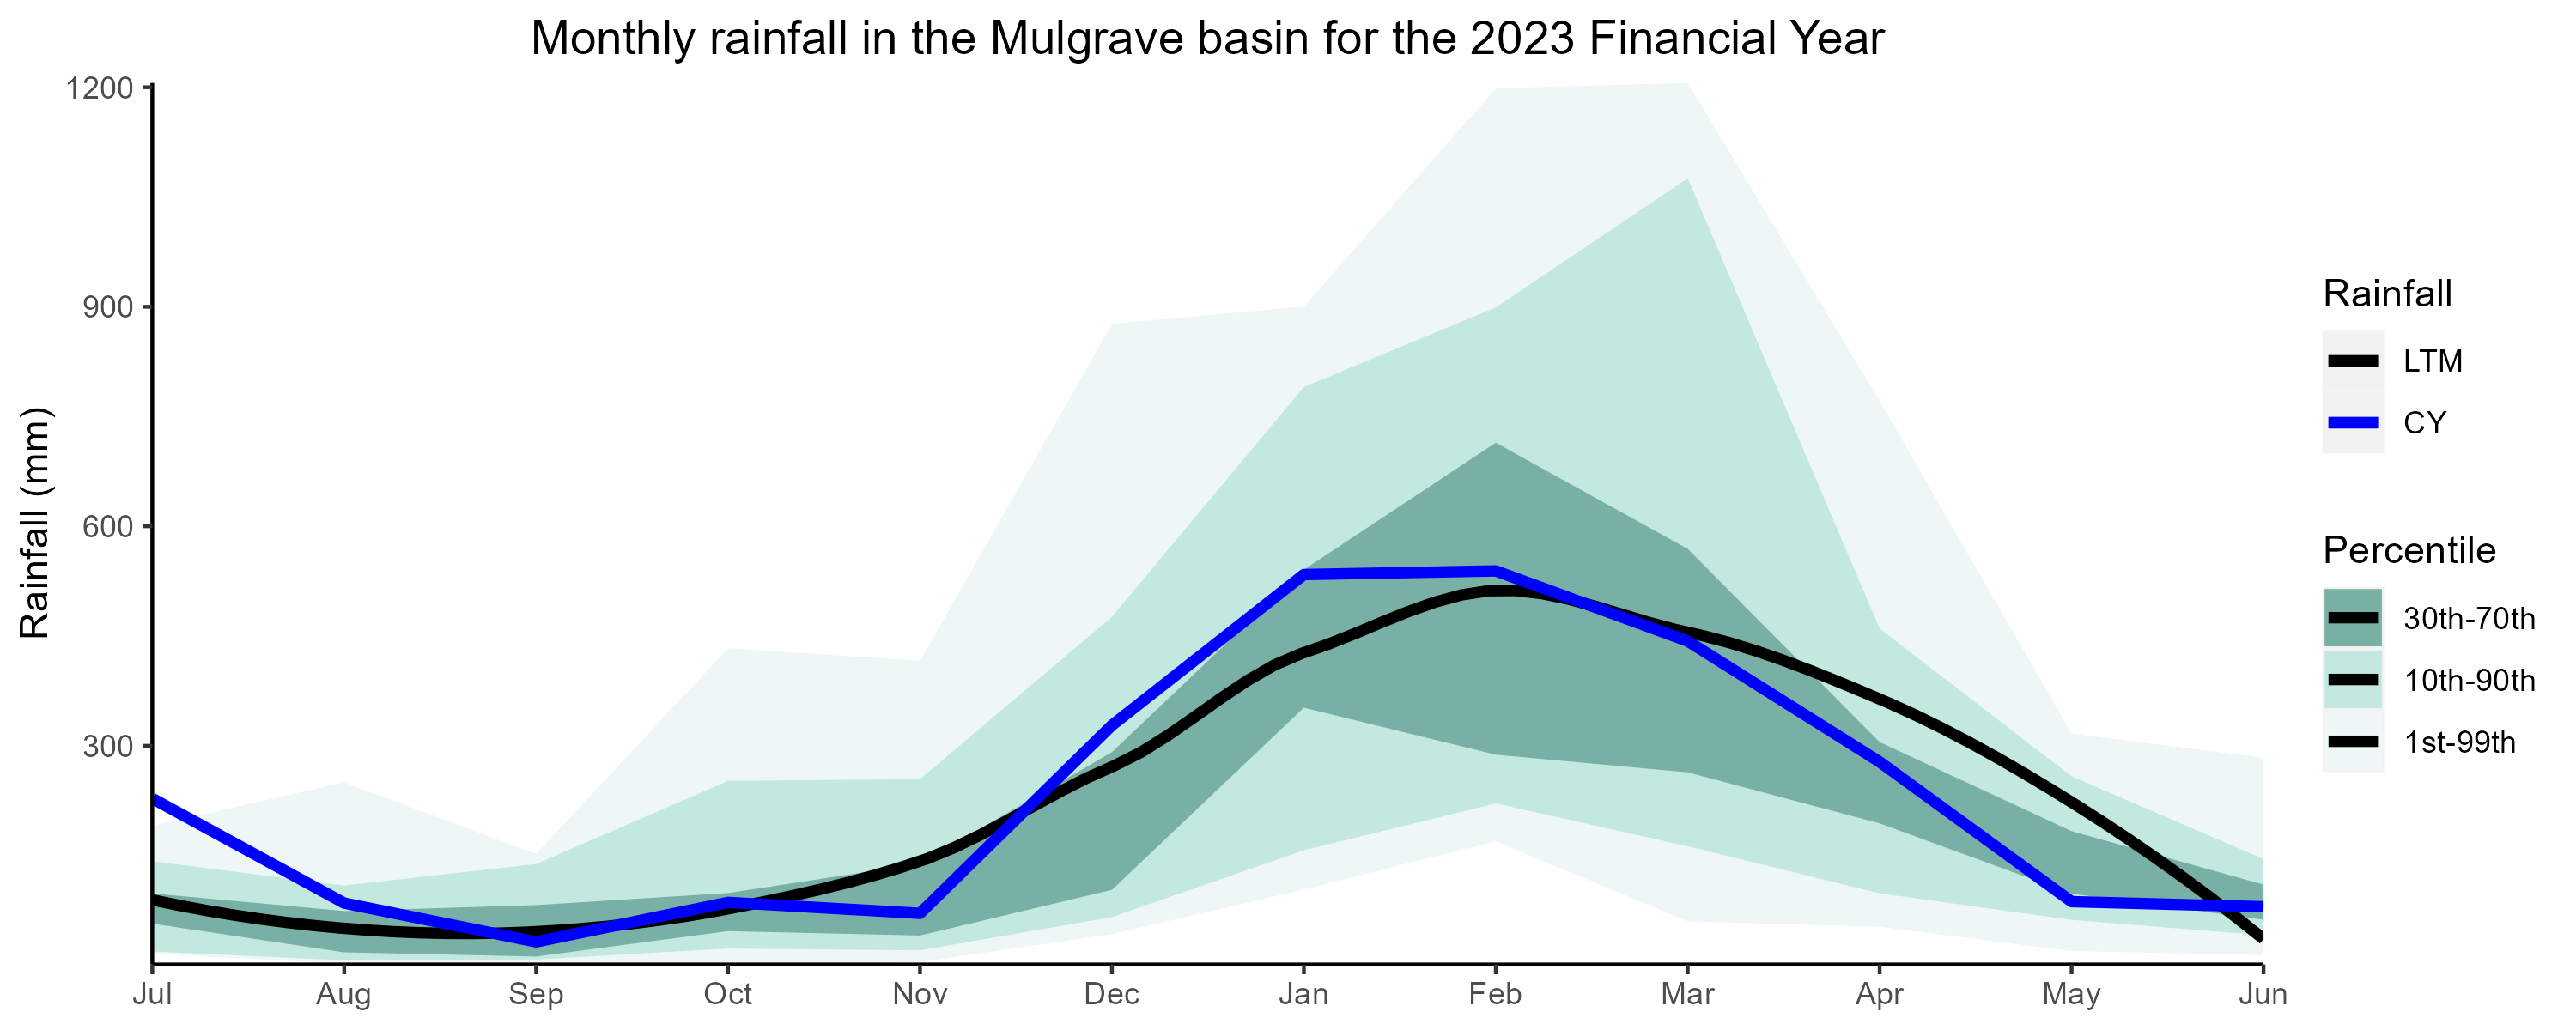 Monthly rainfall in the Mulgrave basin for the 2023 Financial Year
Rainfall (mm)
1200
900
600
300
Jul Aug Sep Oct Nov Dec Jan Feb Mar Apr May Jun
Rainfall
LTM
CY
Percentile
30th-70th
10th-90th
1st-99th